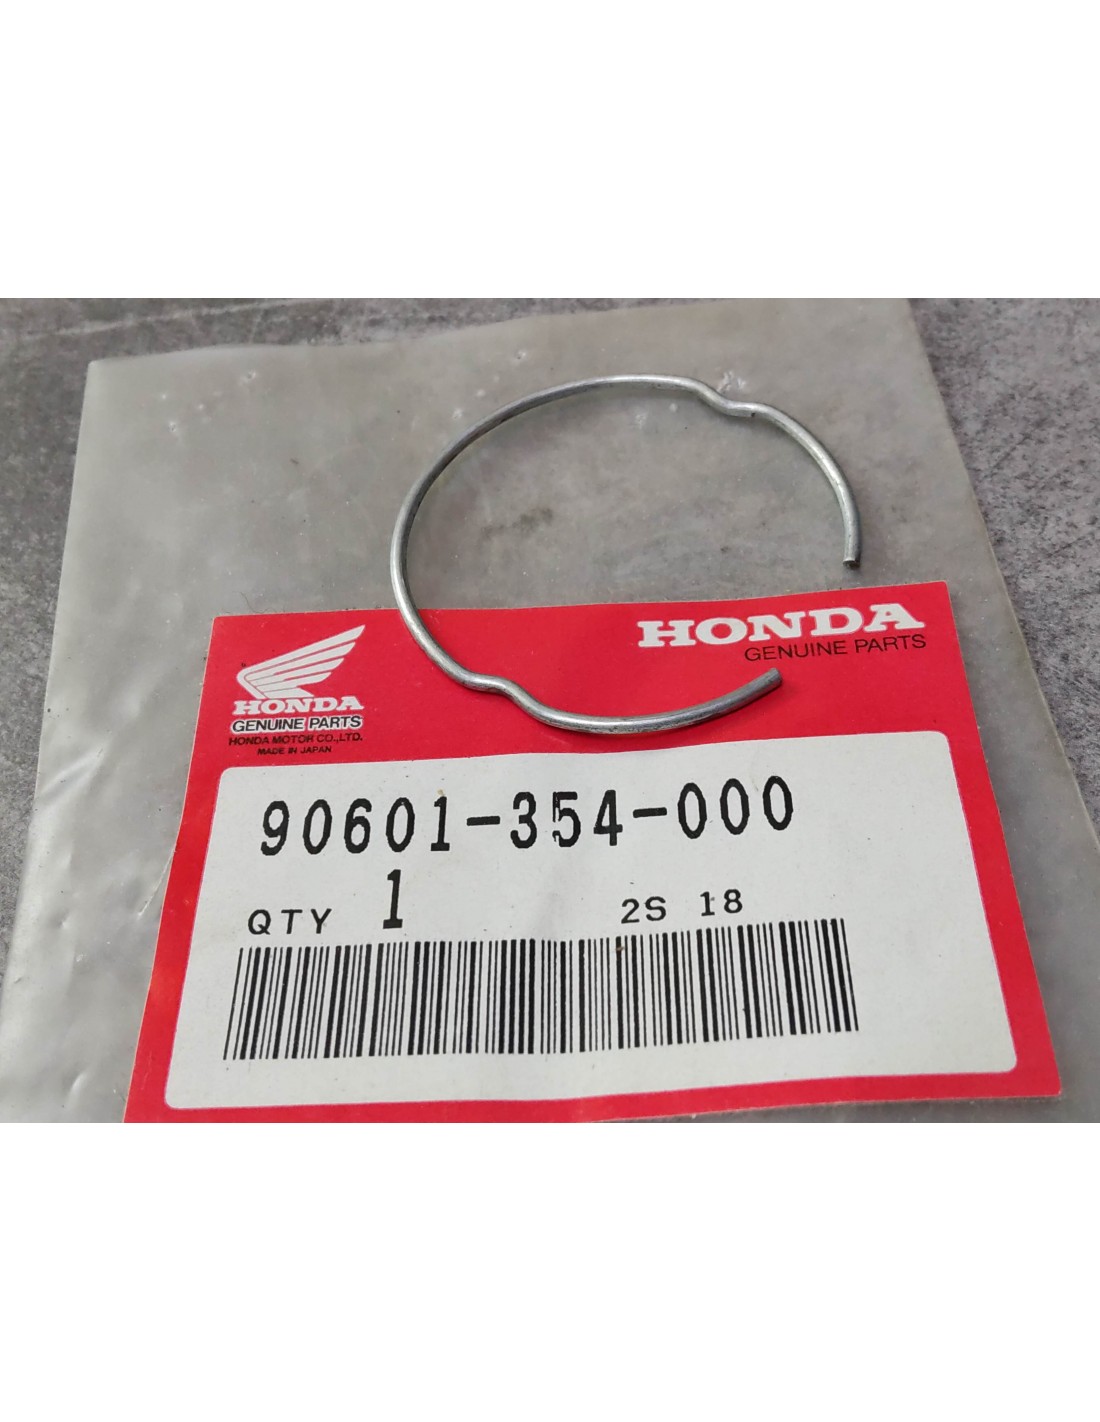 HONDA
GENUINE PARTS
HONDA
GENUINE PARTS
HONDA MOTOR CO.,LTD.
MADE IN JAPAN
90601-354-000
QTY 1 2S 18